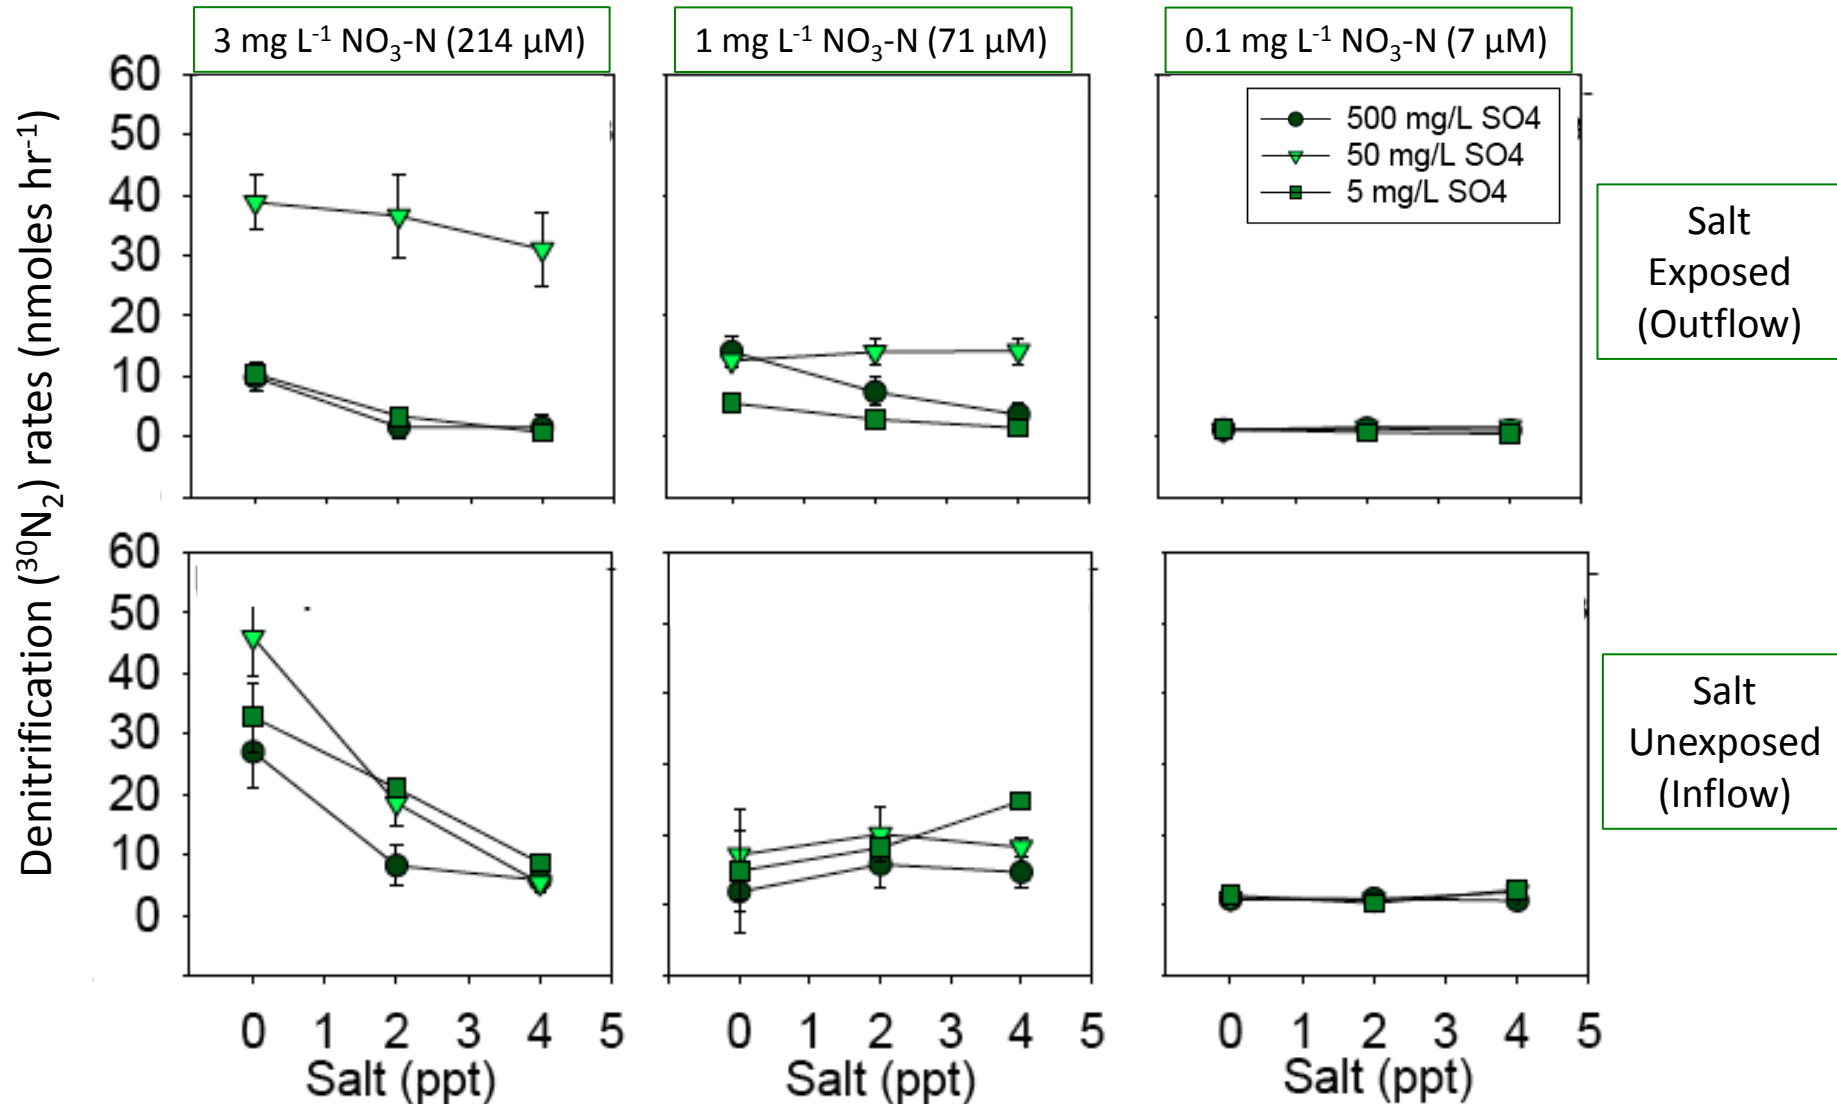 3 mg L⁻¹ NO₃-N (214 µM)
1 mg L⁻¹ NO₃-N (71 µM)
0.1 mg L⁻¹ NO₃-N (7 µM)
Denitrification (³⁰N₂) rates (nmoles hr⁻¹)
60
50
40
30
20
10
0
500 mg/L SO4
50 mg/L SO4
5 mg/L SO4
Salt
Exposed
(Outflow)
60
50
40
30
20
10
0
Salt
Unexposed
(Inflow)
0 1 2 3 4 5
0 1 2 3 4 5
0 1 2 3 4 5
Salt (ppt)
Salt (ppt)
Salt (ppt)